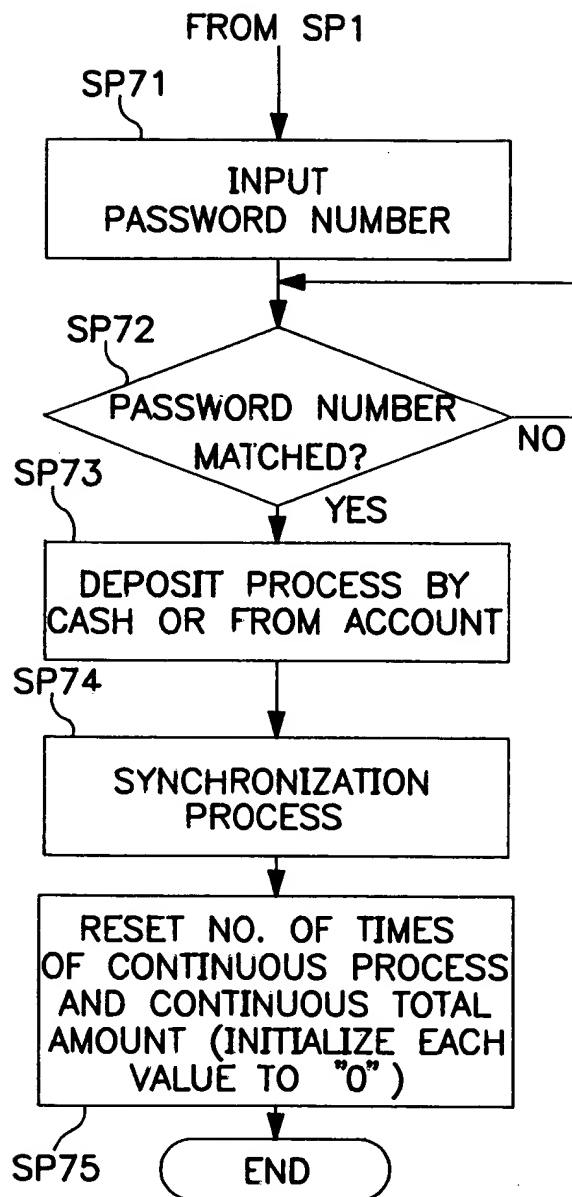 FROM SP1
SP71
INPUT
PASSWORD NUMBER
SP72
PASSWORD NUMBER
MATCHED?
NO
SP73
YES
DEPOSIT PROCESS BY
CASH OR FROM ACCOUNT
SP74
SYNCHRONIZATION
PROCESS
RESET NO. OF TIMES
OF CONTINUOUS PROCESS
AND CONTINUOUS TOTAL
AMOUNT (INITIALIZE EACH
VALUE TO "0")
SP75
END